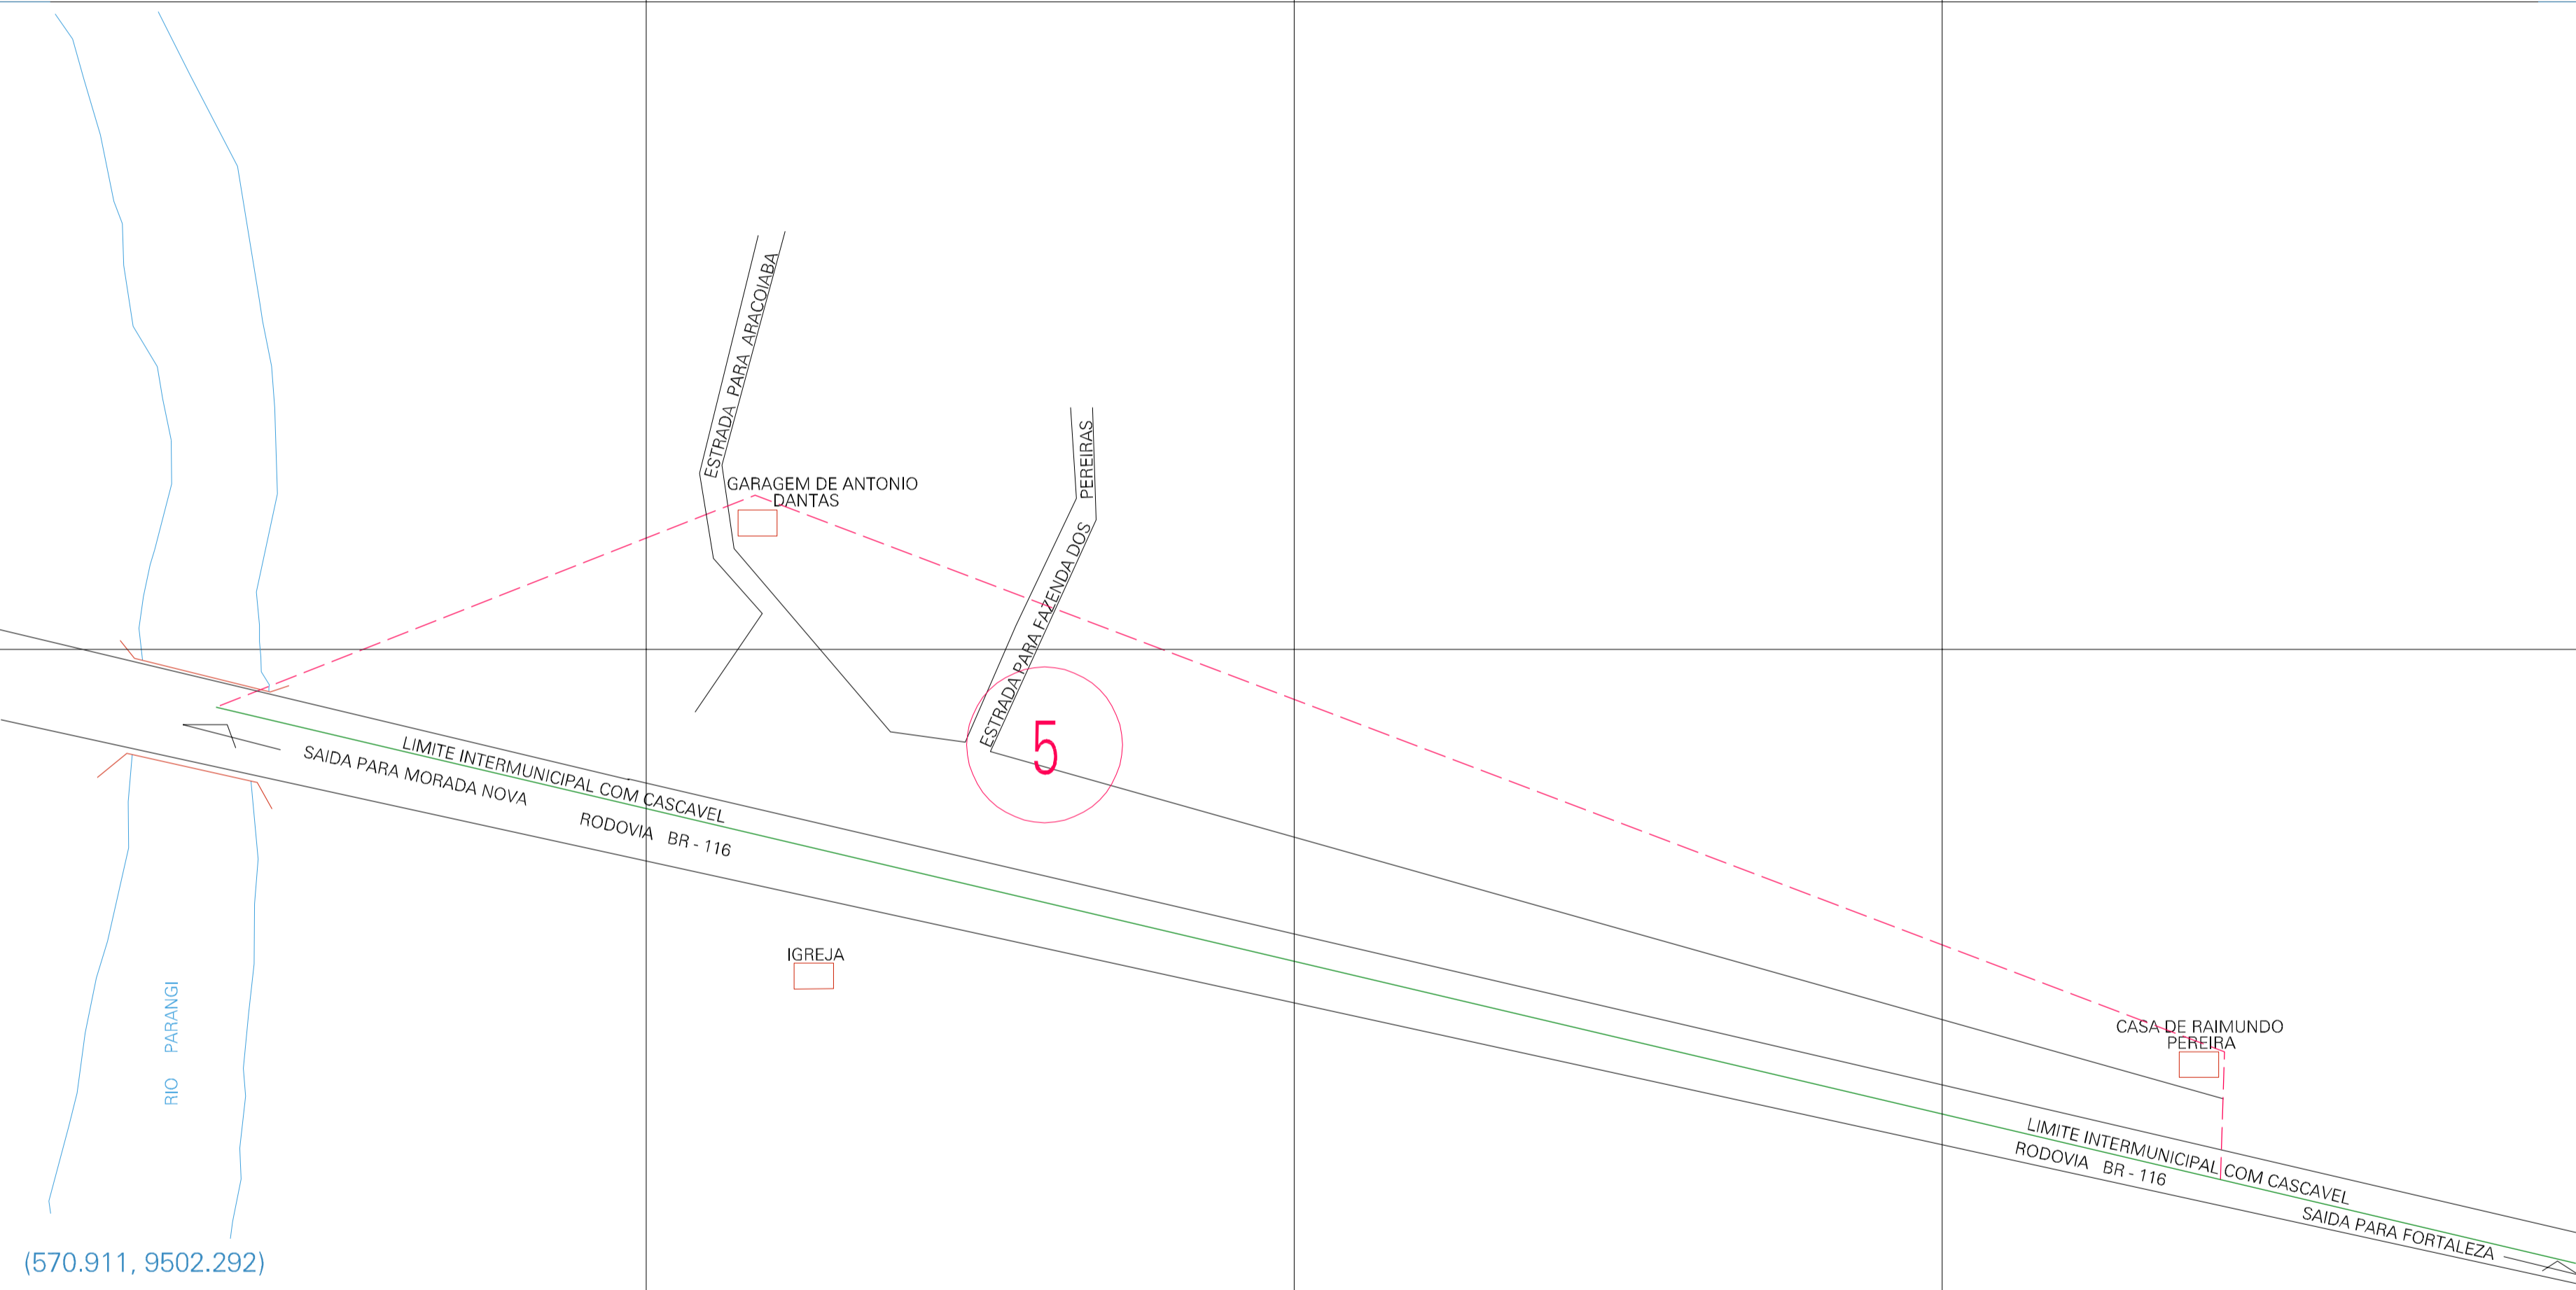 ESTRADA PARA ARACOIABA
PEREIRAS
GARAGEM DE ANTONIO
DANTAS
ESTRADA PARA FAZENDA DOS
5
LIMITE INTERMUNICIPAL COM CASCAVEL
SAIDA PARA MORADA NOVA
RODOVIA BR - 116
IGREJA
RIO PARANGI
CASA DE RAIMUNDO
PEREIRA
LIMITE INTERMUNICIPAL COM CASCAVEL
RODOVIA BR - 116
SAIDA PARA FORTALEZA
(570.911, 9502.292)